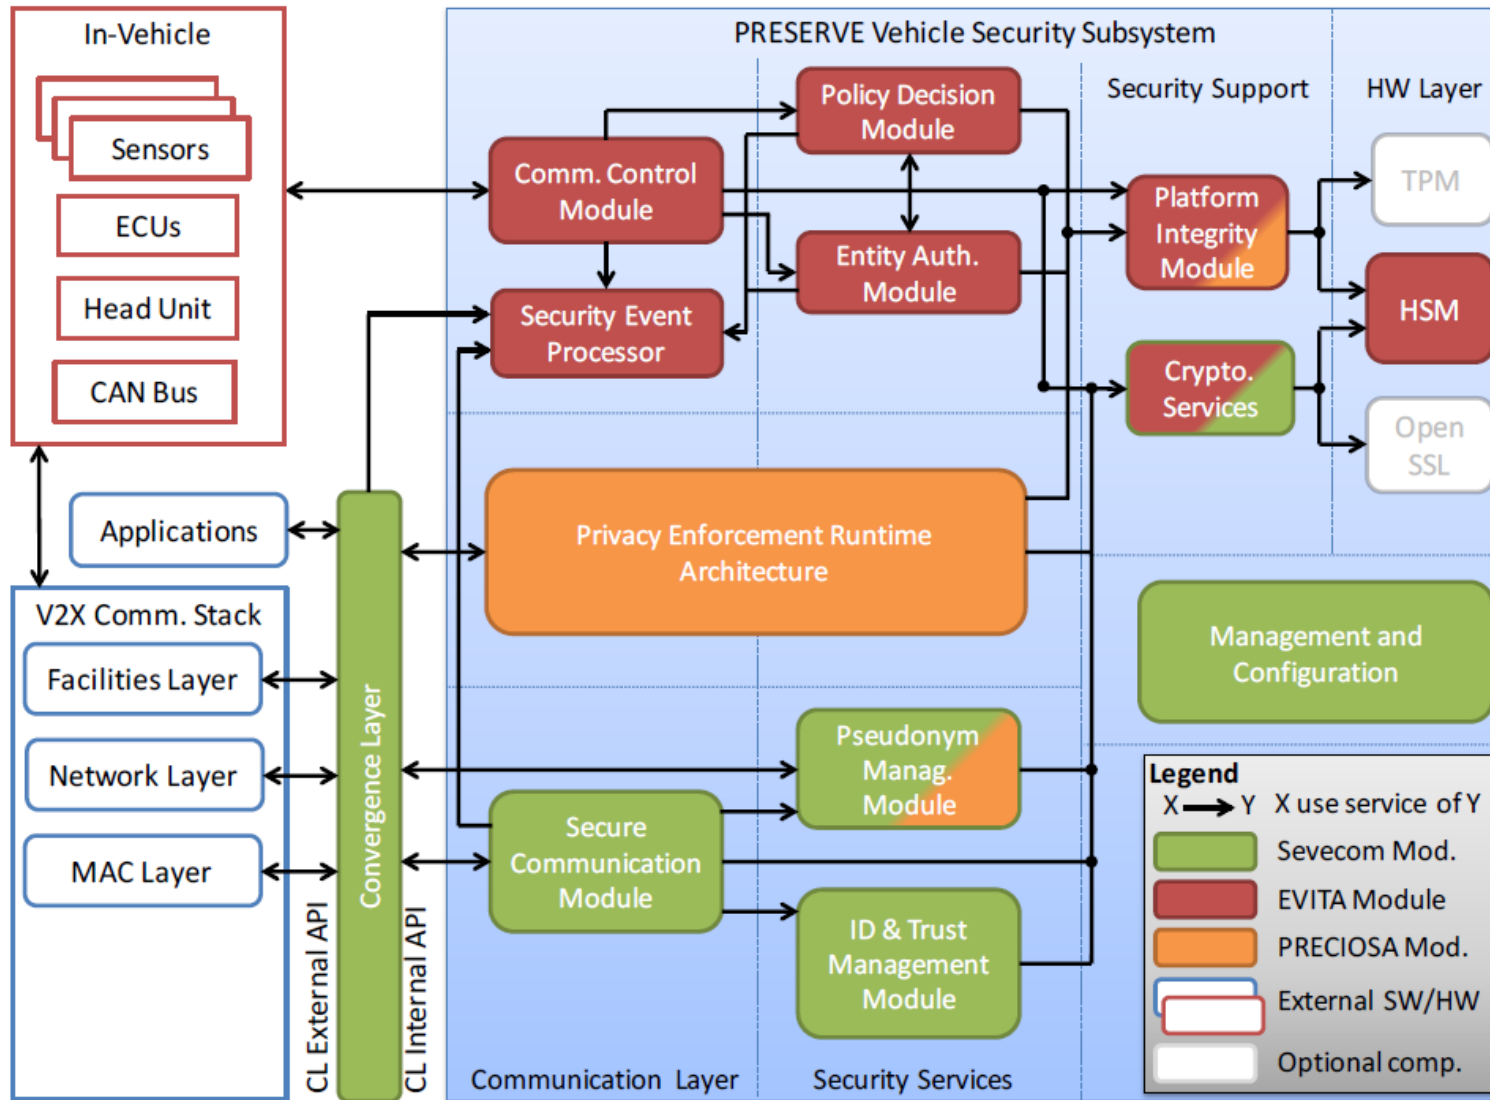 In-Vehicle
Sensors
ECUs
Head Unit
CAN Bus
Applications
V2X Comm. Stack
Facilities Layer
Network Layer
MAC Layer
CL External API
Convergence Layer
CL Internal API
PRESERVE Vehicle Security Subsystem
Comm. Control
Module
Security Event
Processor
Policy Decision
Module
Entity Auth.
Module
Security Support
HW Layer
Platform
Integrity
Module
Crypto.
Services
TPM
HSM
Open
SSL
Privacy Enforcement Runtime
Architecture
Management and
Configuration
Pseudonym
Manag.
Module
Secure
Communication
Module
ID & Trust
Management
Module
Communication Layer
Security Services
Legend
X Y X use service of Y
Sevecom Mod.
EVITA Module
PRECIOSA Mod.
External SW/HW
Optional comp.